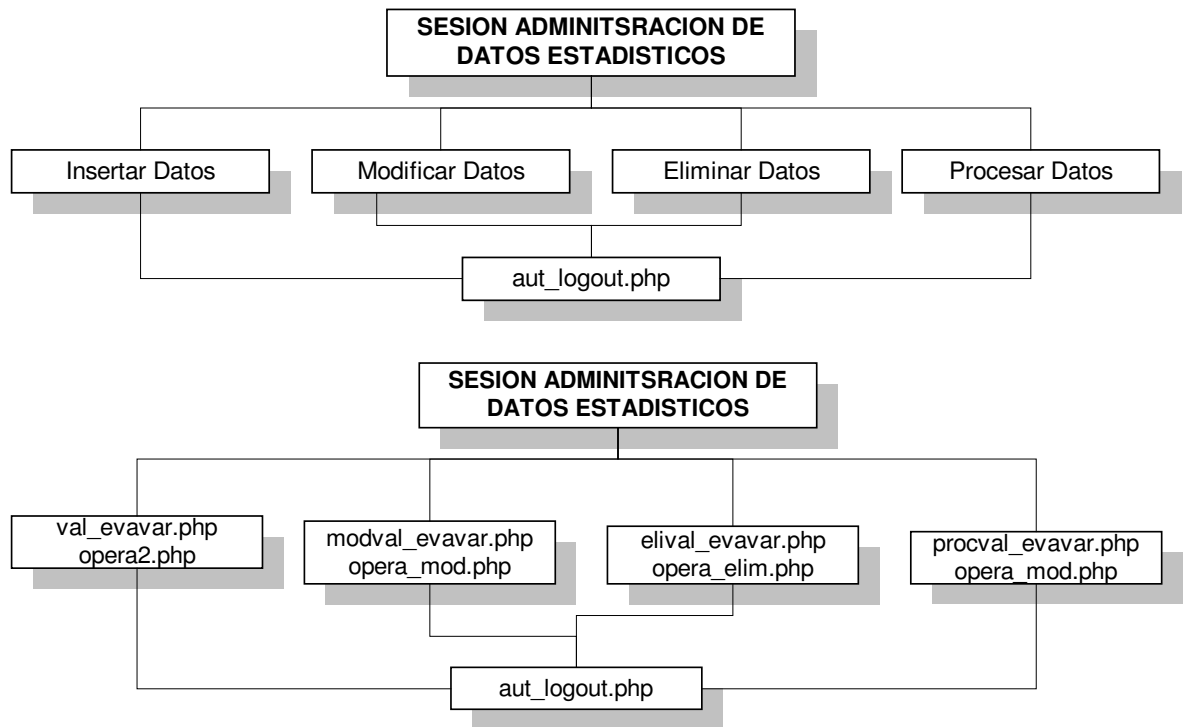 SESION ADMINITSRACION DE
DATOS ESTADISTICOS
Insertar Datos
Modificar Datos
Eliminar Datos
Procesar Datos
aut_logout.php
SESION ADMINITSRACION DE
DATOS ESTADISTICOS
val_evavar.php
opera2.php
modval_evavar.php
opera_mod.php
elival_evavar.php
opera_elim.php
procval_evavar.php
opera_mod.php
aut_logout.php